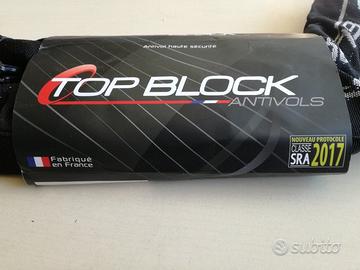 Antivol haute sécurité
TOP BLOCK
ANTIVOLS
Fabriqué
en France
NOUVEAU PROTOCOLE
CLASSE
SRA
2017
subito